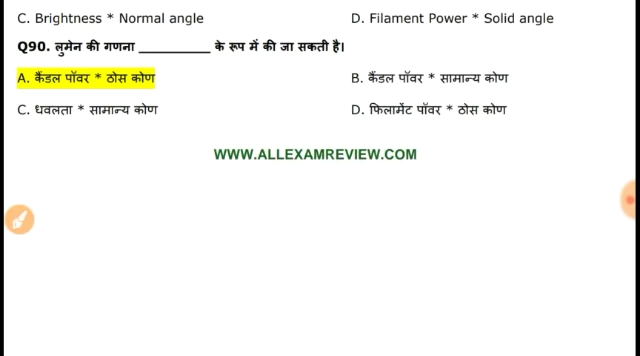 C. Brightness * Normal angle D. Filament Power * Solid angle
Q90. लुमेन की गणना __________ के रूप में की जा सकती है।
A. कैंडल पॉवर * ठोस कोण B. कैंडल पॉवर * सामान्य कोण
C. धवलता * सामान्य कोण D. फिलामेंट पॉवर * ठोस कोण
WWW.ALLEXAMREVIEW.COM